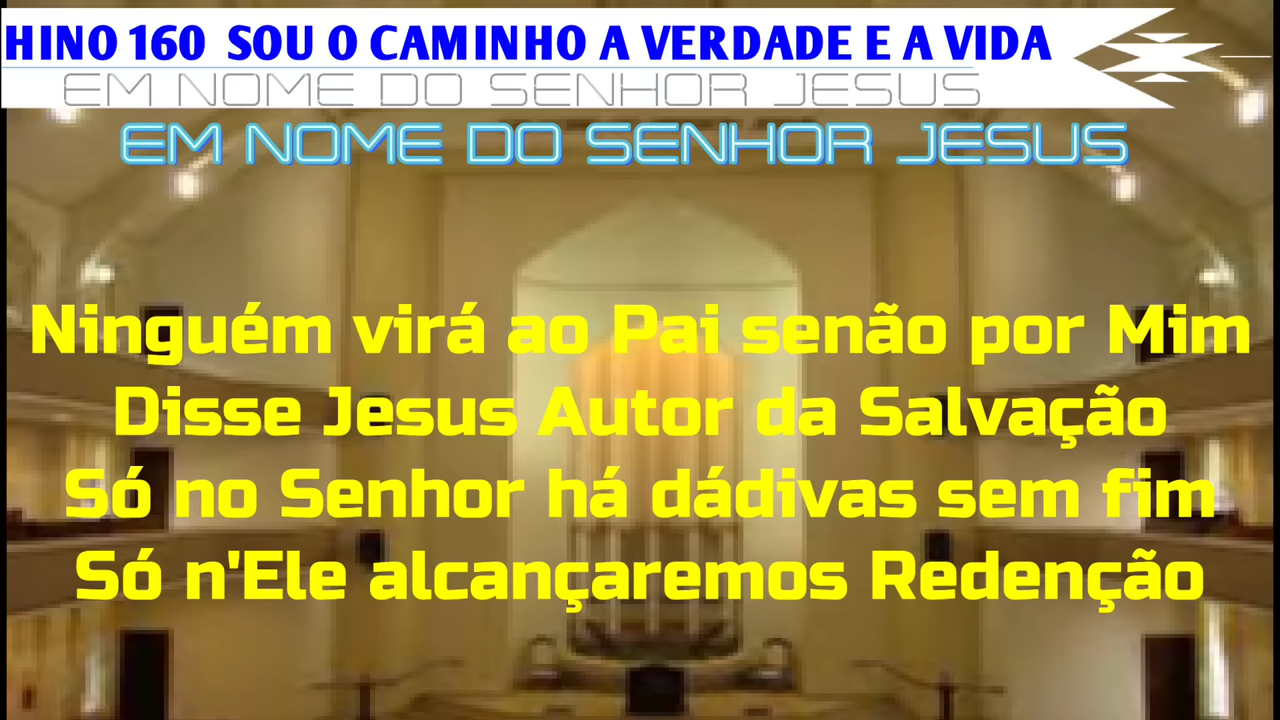 HINO 160 SOU O CAMINHO A VERDADE E A VIDA
EM NOME DO SENHOR JESUS
EM NOME DO SENHOR JESUS
Ninguém virá ao Pai senão por Mim
Disse Jesus Autor da Salvação
Só no Senhor há dádivas sem fim
Só n'Ele alcançaremos Redenção